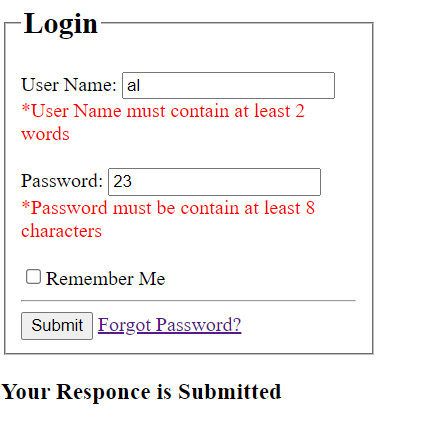 Login
User Name: al
*User Name must contain at least 2
words
Password: 23
*Password must be contain at least 8
characters
Remember Me
Submit Forgot Password?
Your Responce is Submitted